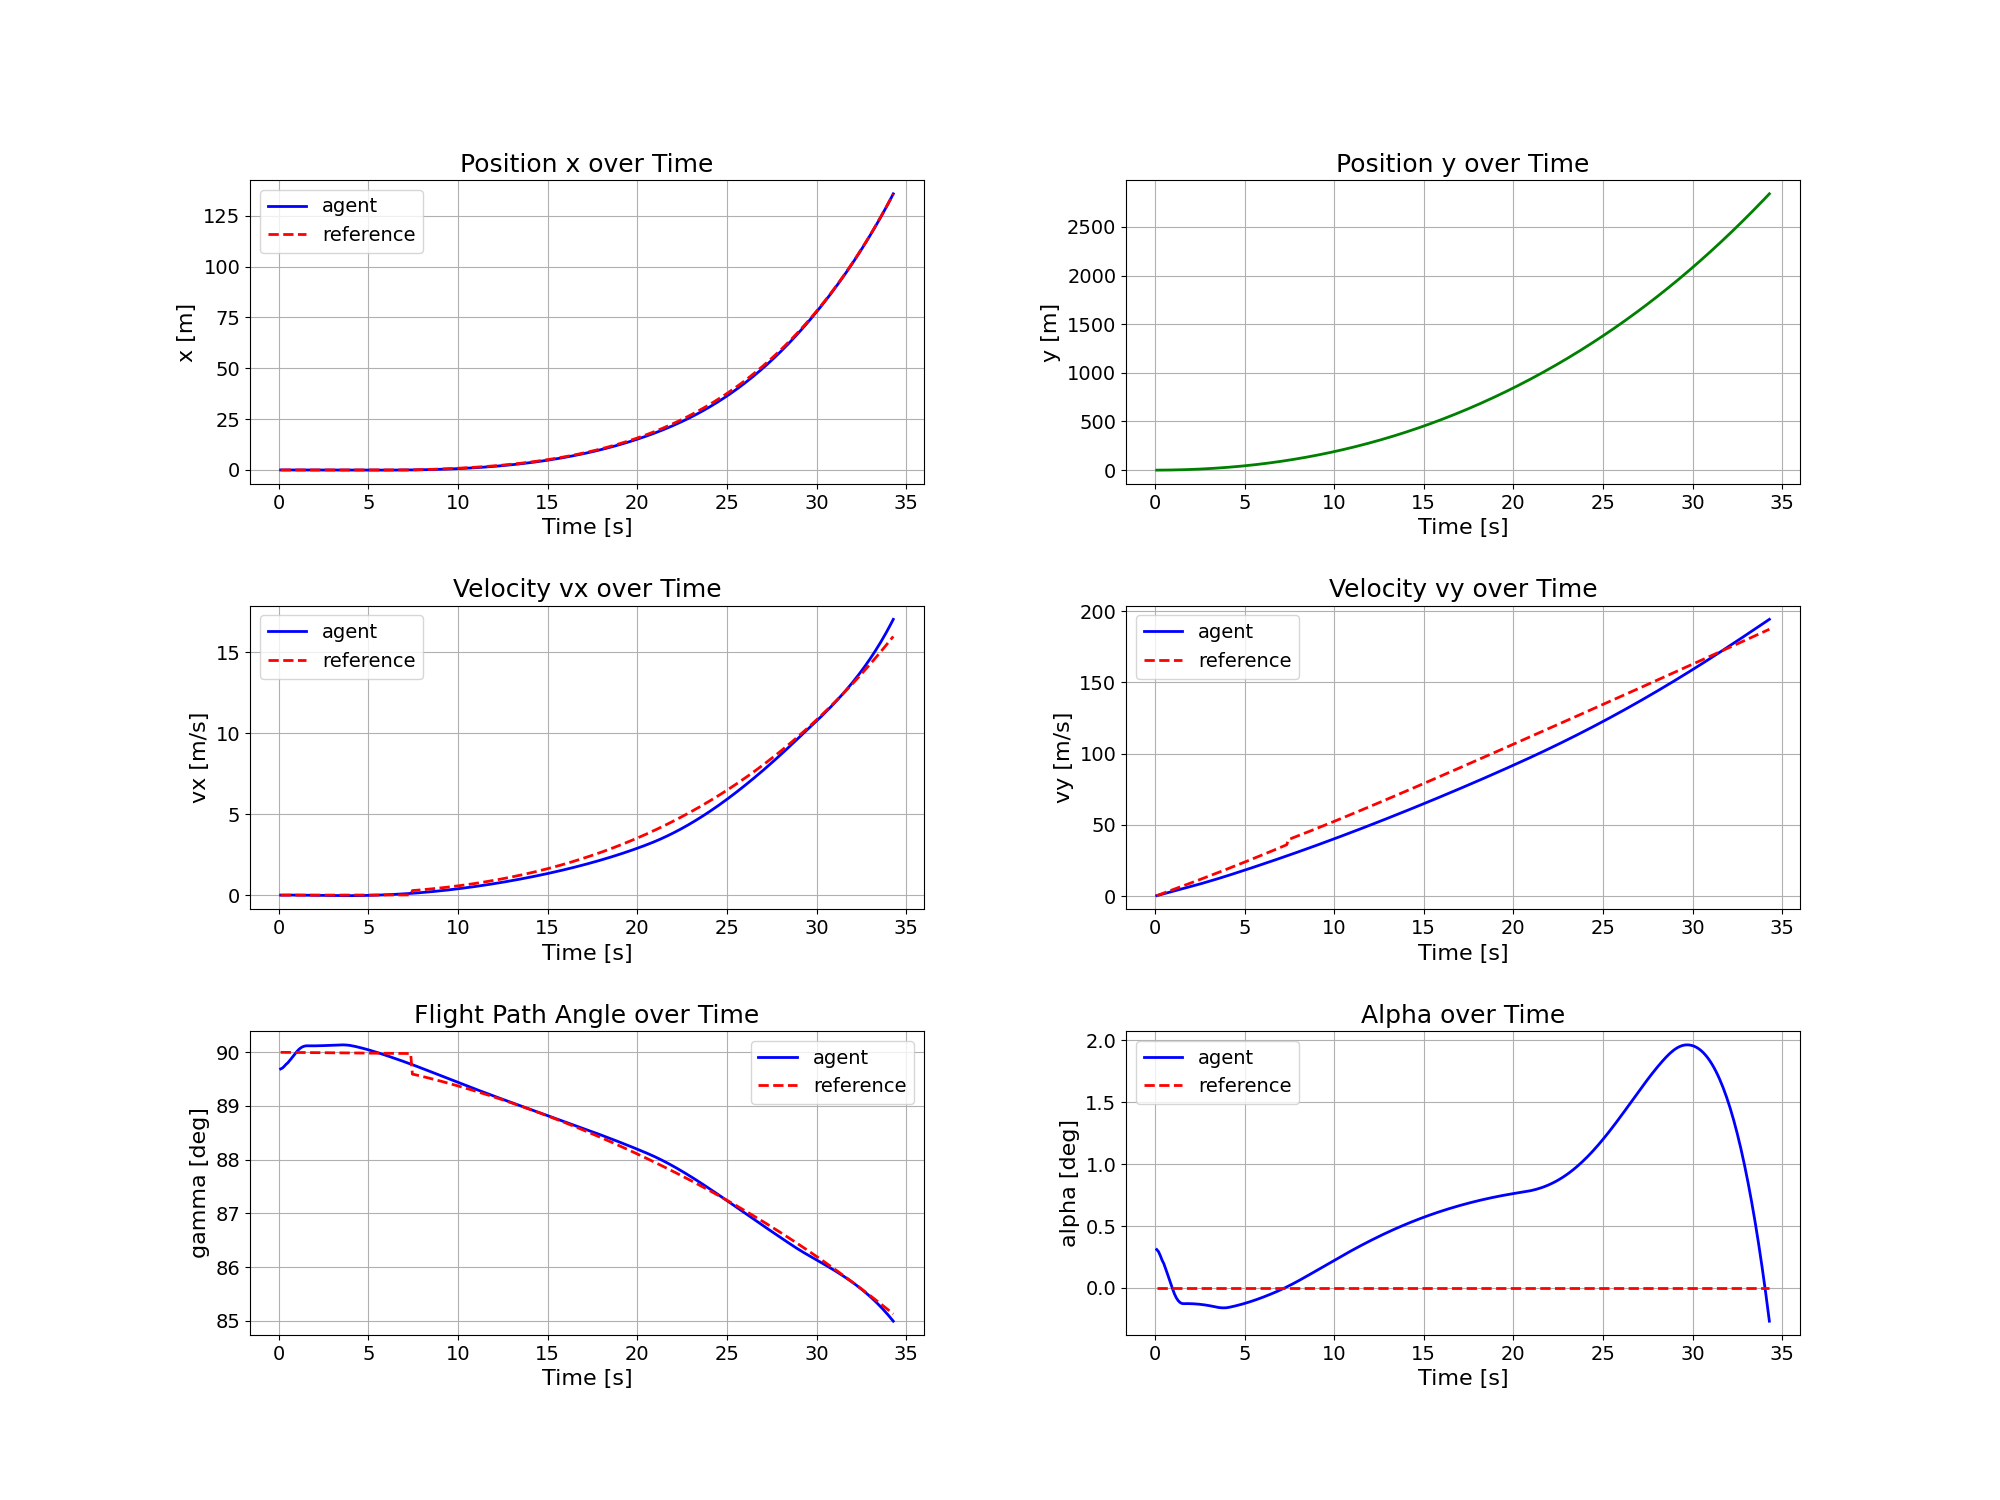 Position x over Time
x [m]
125
100
75
50
25
0
agent
reference
0 5 10 15 20 25 30 35
Time [s]
Position y over Time
y [m]
2500
2000
1500
1000
500
0
0 5 10 15 20 25 30 35
Time [s]
Velocity vx over Time
vx [m/s]
15
10
5
0
agent
reference
0 5 10 15 20 25 30 35
Time [s]
Velocity vy over Time
vy [m/s]
200
150
100
50
0
agent
reference
0 5 10 15 20 25 30 35
Time [s]
Flight Path Angle over Time
gamma [deg]
90
89
88
87
86
85
agent
reference
0 5 10 15 20 25 30 35
Time [s]
Alpha over Time
alpha [deg]
2.0
1.5
1.0
0.5
0.0
agent
reference
0 5 10 15 20 25 30 35
Time [s]